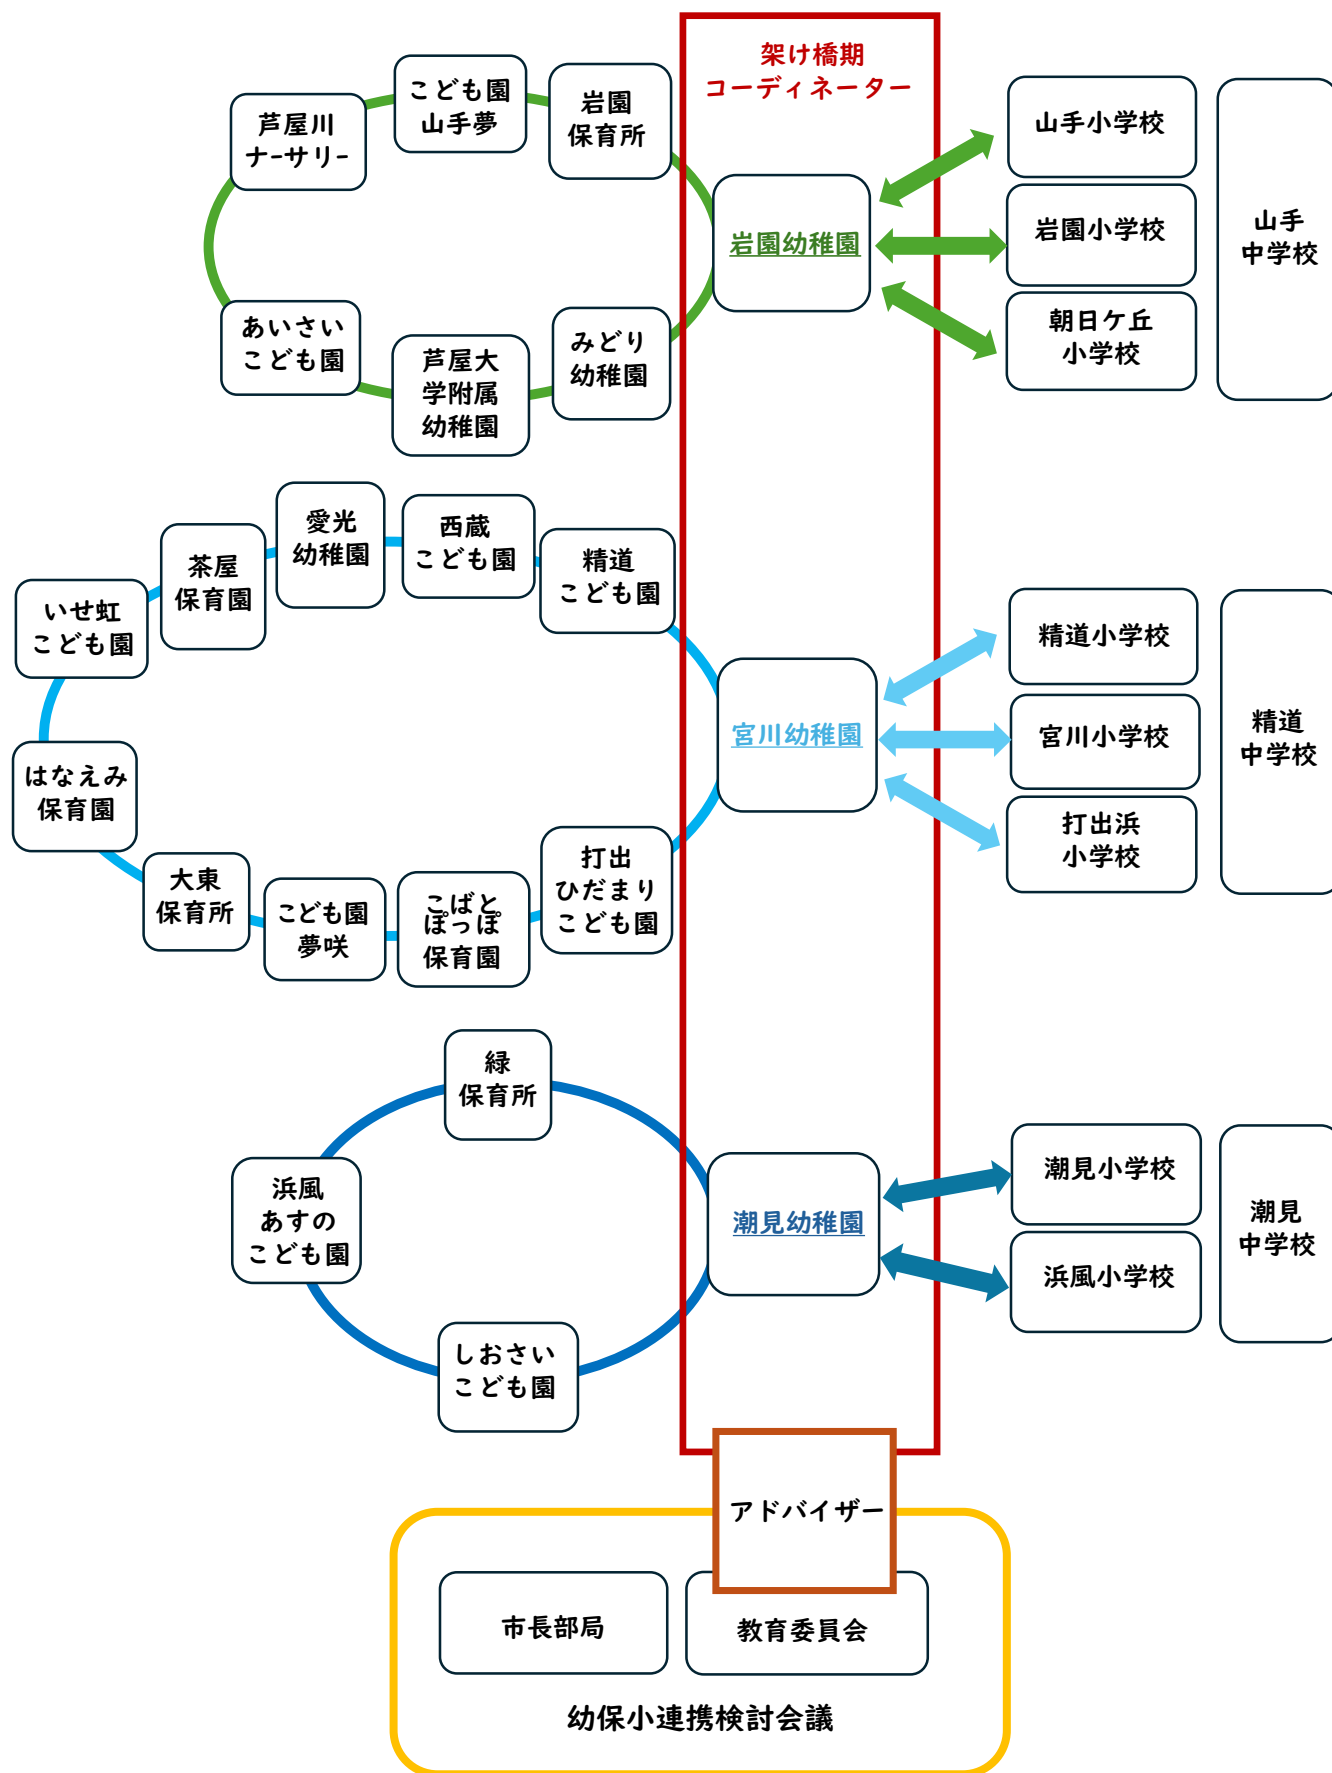 架け橋期
コーディネーター
芦屋川
ナーサリー
こども園
山手夢
岩園
保育所
岩園幼稚園
あいさい
こども園
芦屋大
学附属
幼稚園
みどり
幼稚園
山手小学校
岩園小学校
朝日ケ丘
小学校
山手
中学校
いせ虹
こども園
茶屋
保育園
愛光
幼稚園
西蔵
こども園
精道
こども園
宮川幼稚園
はなえみ
保育園
大東
保育所
こども園
夢咲
こばと
ぽっぽ
保育園
打出
ひだまり
こども園
精道小学校
宮川小学校
打出浜
小学校
精道
中学校
緑
保育所
浜風
あすの
こども園
しおさい
こども園
潮見幼稚園
潮見小学校
浜風小学校
潮見
中学校
アドバイザー
市長部局
教育委員会
幼保小連携検討会議